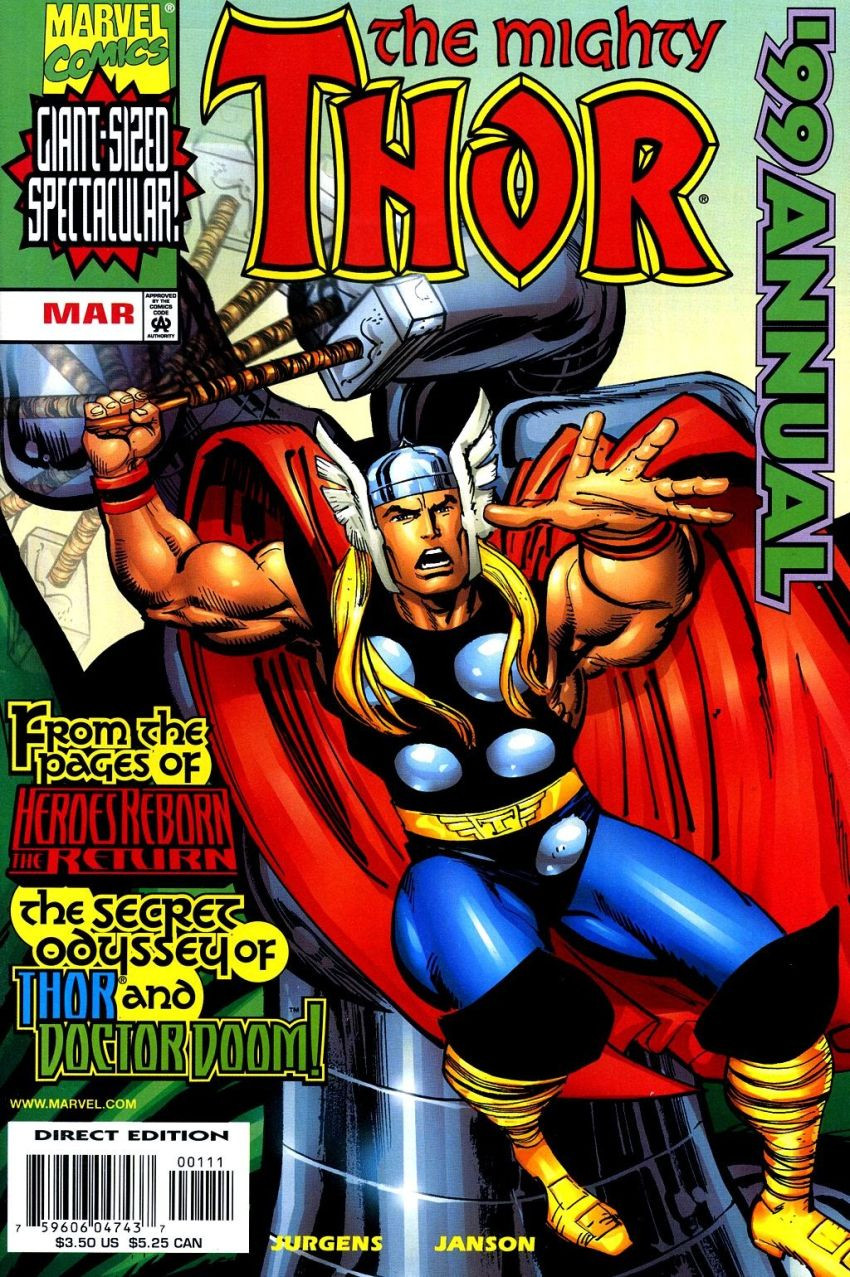 MARVEL®
COMICS
GIANT-SIZED
SPECTACULAR!
MAR
APPROVED
BY THE
COMICS
CODE
CA
AUTHORITY
THE MIGHTY
THOR®
'99 ANNUAL
FROM THE
PAGES OF
HEROES REBORN
THE RETURN
THE SECRET
ODYSSEY OF
THOR® AND
DOCTOR DOOM!™
WWW.MARVEL.COM
DIRECT EDITION
00111
7 59606 04743 7
$3.50 US $5.25 CAN
JURGENS JANSON
T